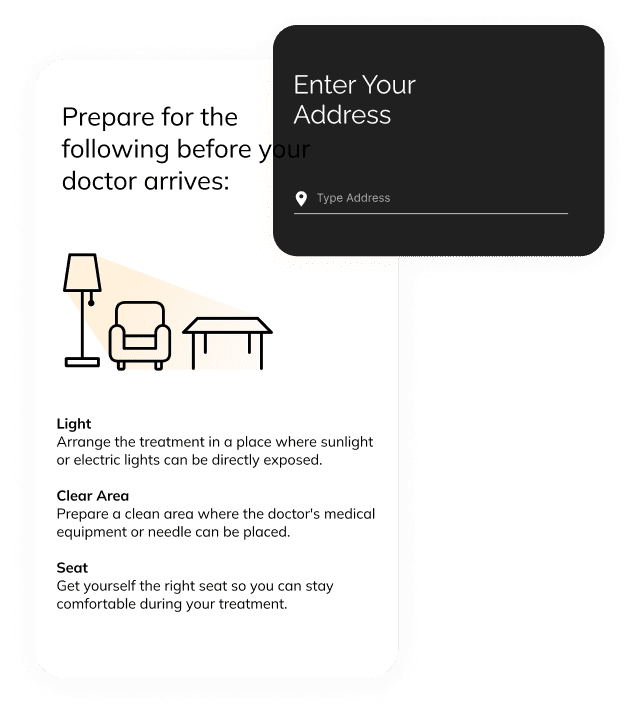 Prepare for the
following before your
doctor arrives:
Enter Your
Address
Type Address
Light
Arrange the treatment in a place where sunlight
or electric lights can be directly exposed.
Clear Area
Prepare a clean area where the doctor's medical
equipment or needle can be placed.
Seat
Get yourself the right seat so you can stay
comfortable during your treatment.